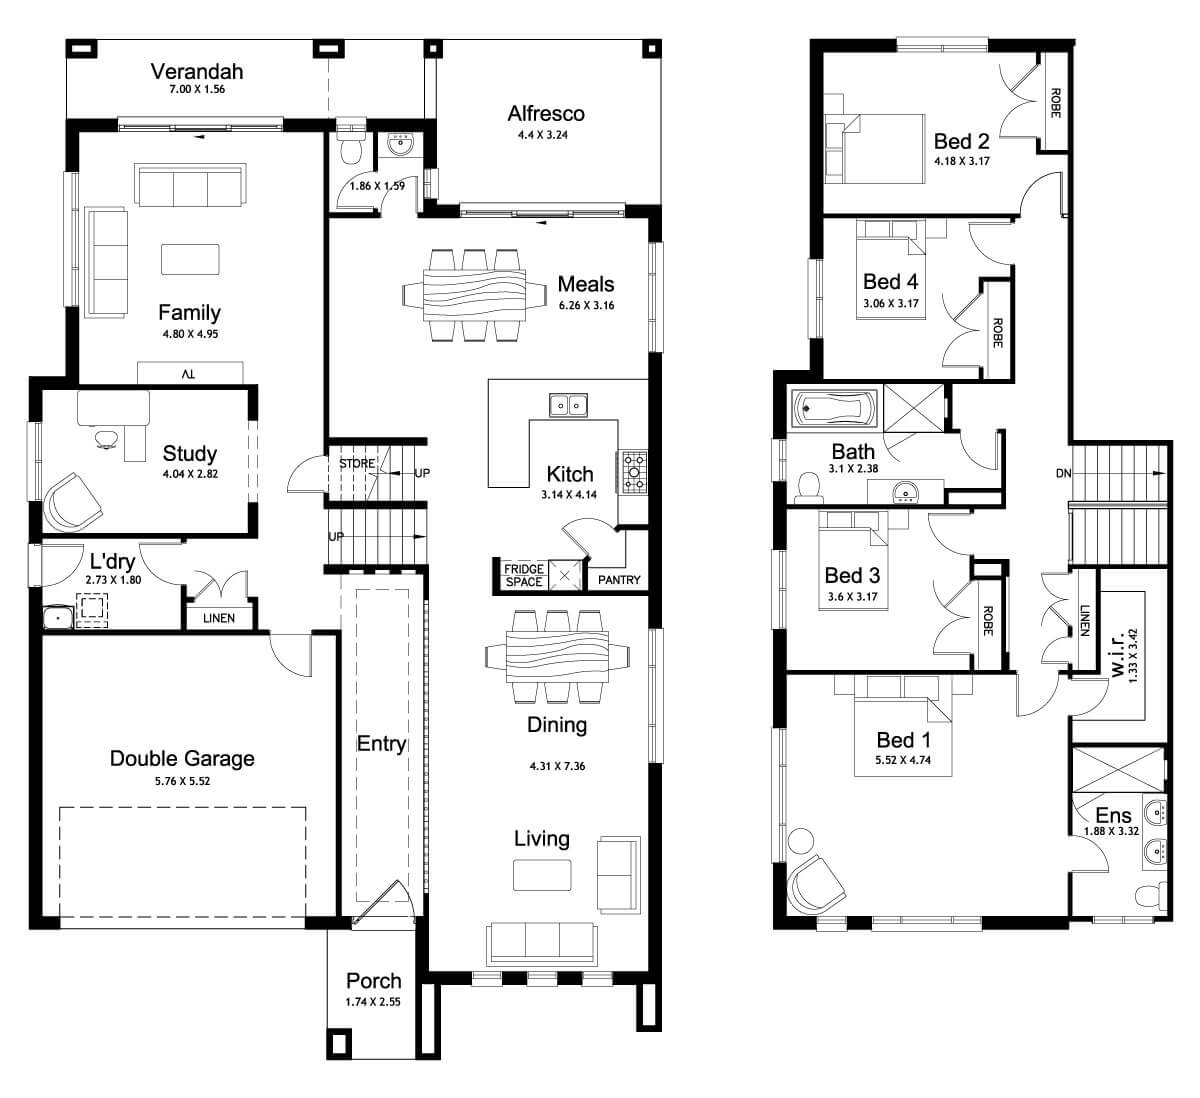 Verandah
7.00 X 1.56
Alfresco
4.4 X 3.24
1.86 X 1.59
Meals
6.26 X 3.16
Family
4.80 X 4.95
TV
Study
4.04 X 2.82
STORE
UP
Kitch
3.14 X 4.14
UP
L'dry
2.73 X 1.80
FRIDGE
SPACE
PANTRY
LINEN
Dining
4.31 X 7.36
Entry
Double Garage
5.76 X 5.52
Living
Porch
1.74 X 2.55
ROBE
Bed 2
4.18 X 3.17
Bed 4
3.06 X 3.17
ROBE
Bath
3.1 X 2.38
DN
Bed 3
3.6 X 3.17
ROBE
LINEN
w.i.r.
1.33 X 3.42
Bed 1
5.52 X 4.74
Ens
1.88 X 3.32